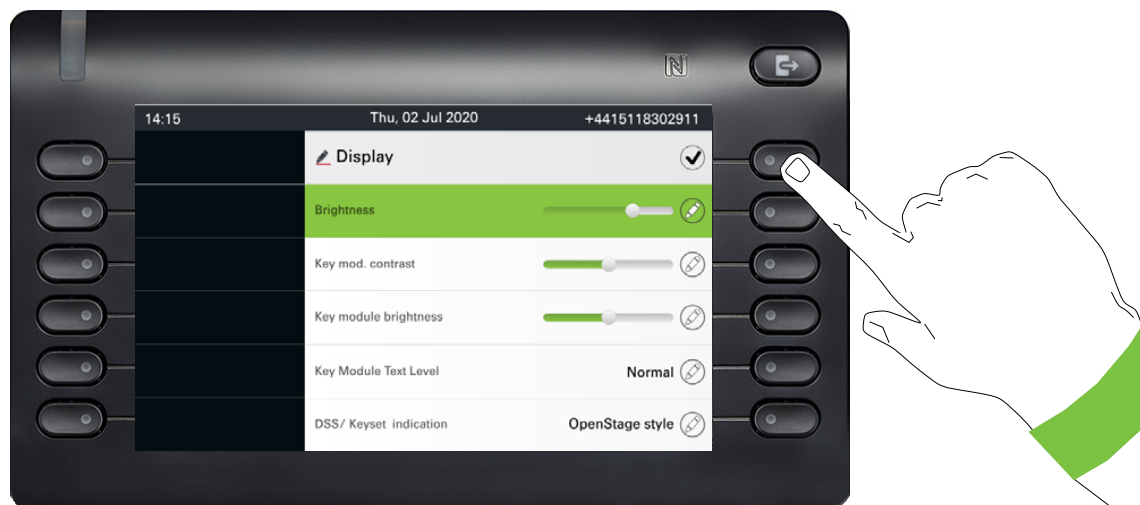 14:15 Thu, 02 Jul 2020 +4415118302911
Display
Brightness
Key mod. contrast
Key module brightness
Key Module Text Level Normal
DSS/ Keyset indication OpenStage style